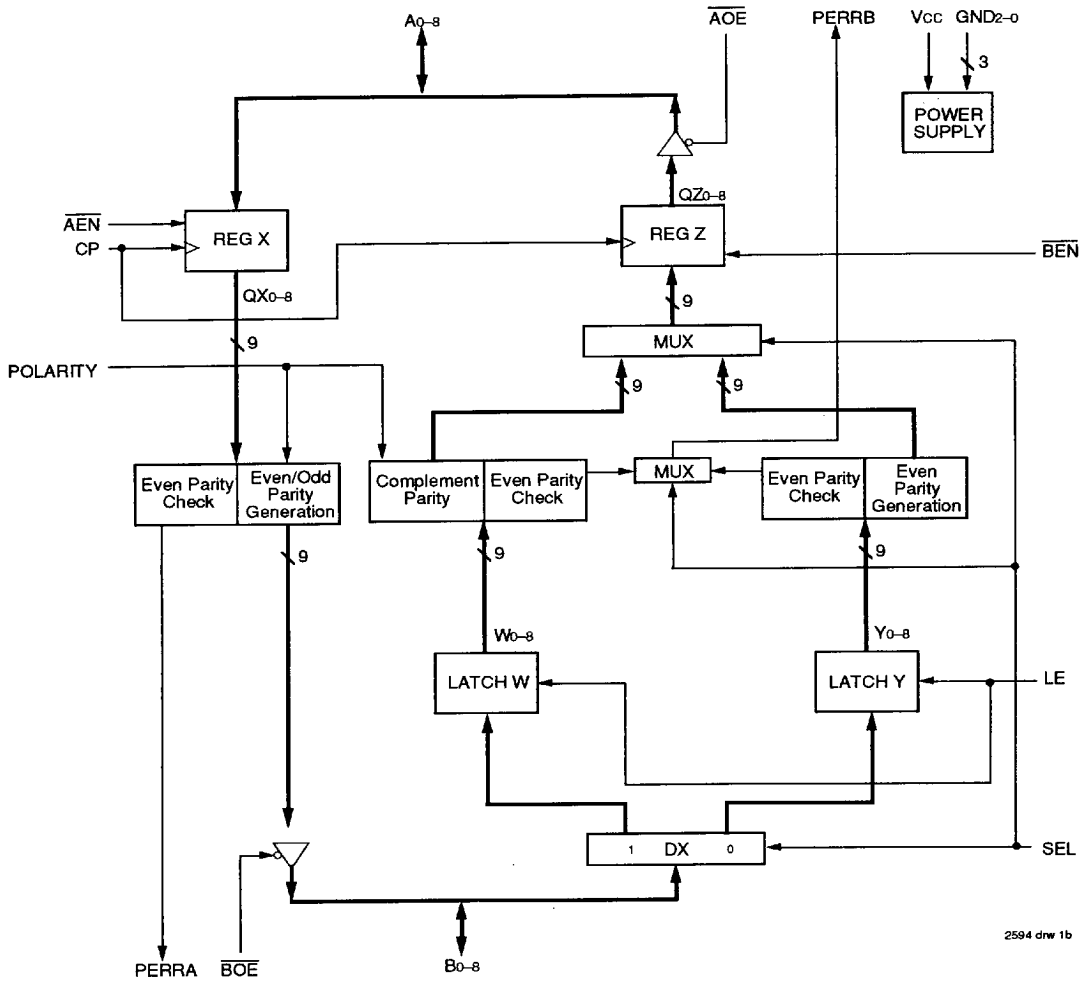 A0–8
AOE
PERRB
VCC
GND2–0
3
POWER
SUPPLY
QZ0–8
AEN
CP
REG X
REG Z
BEN
QX0–8
9
9
MUX
POLARITY
9
9
Even Parity
Check
Even/Odd
Parity
Generation
Complement
Parity
Even Parity
Check
MUX
Even Parity
Check
Even
Parity
Generation
9
9
9
W0–8
Y0–8
LATCH W
LATCH Y
LE
1
DX
0
SEL
2594 drw 1b
PERRA
BOE
B0–8